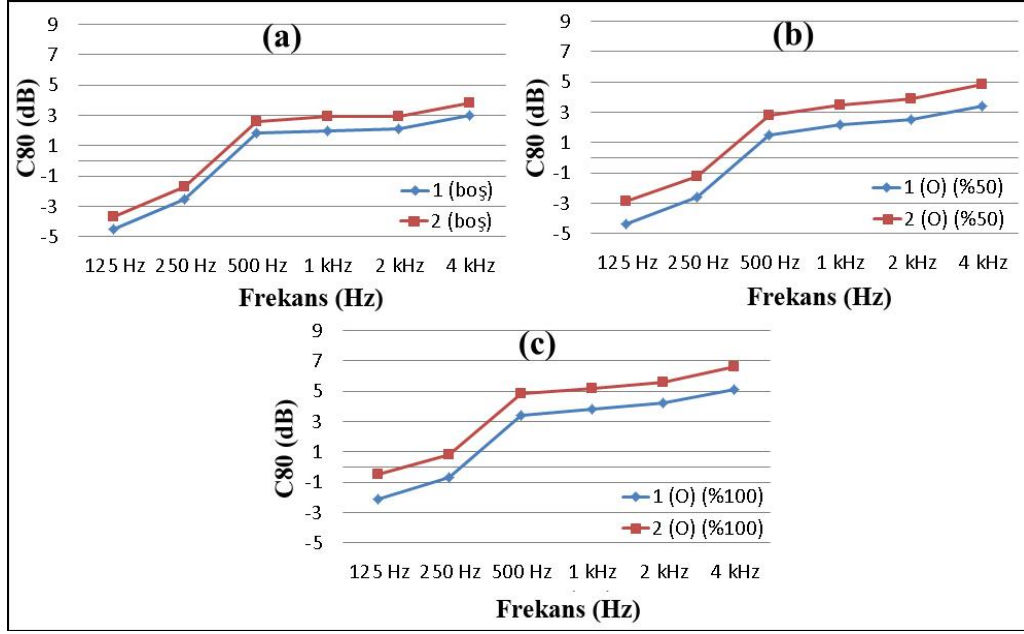 (a)
9
7
5
3
1
-1
-3
-5
C80 (dB)
1 (boş)
2 (boş)
125 Hz 250 Hz 500 Hz 1 kHz 2 kHz 4 kHz
Frekans (Hz)
(b)
9
7
5
3
1
-1
-3
-5
C80 (dB)
1 (O) (%50)
2 (O) (%50)
125 Hz 250 Hz 500 Hz 1 kHz 2 kHz 4 kHz
Frekans (Hz)
(c)
9
7
5
3
1
-1
-3
-5
C80 (dB)
1 (O) (%100)
2 (O) (%100)
125 Hz 250 Hz 500 Hz 1 kHz 2 kHz 4 kHz
Frekans (Hz)